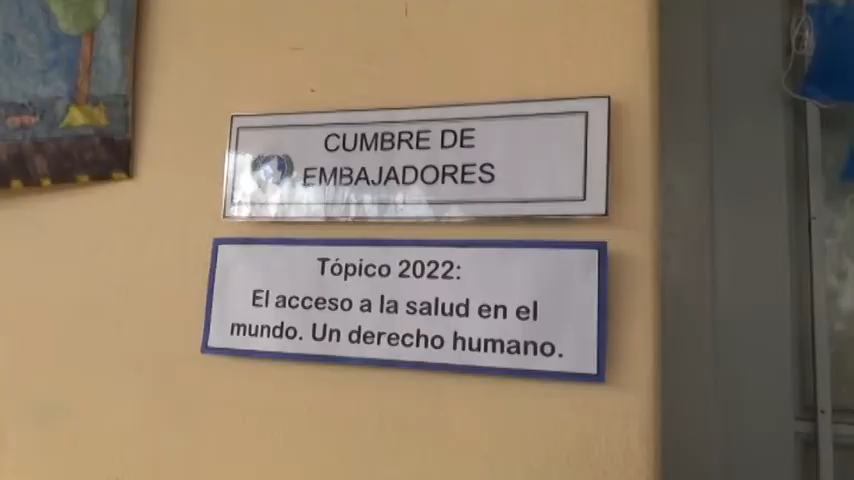 CUMBRE DE
EMBAJADORES
Tópico 2022:
El acceso a la salud en el
mundo. Un derecho humano.